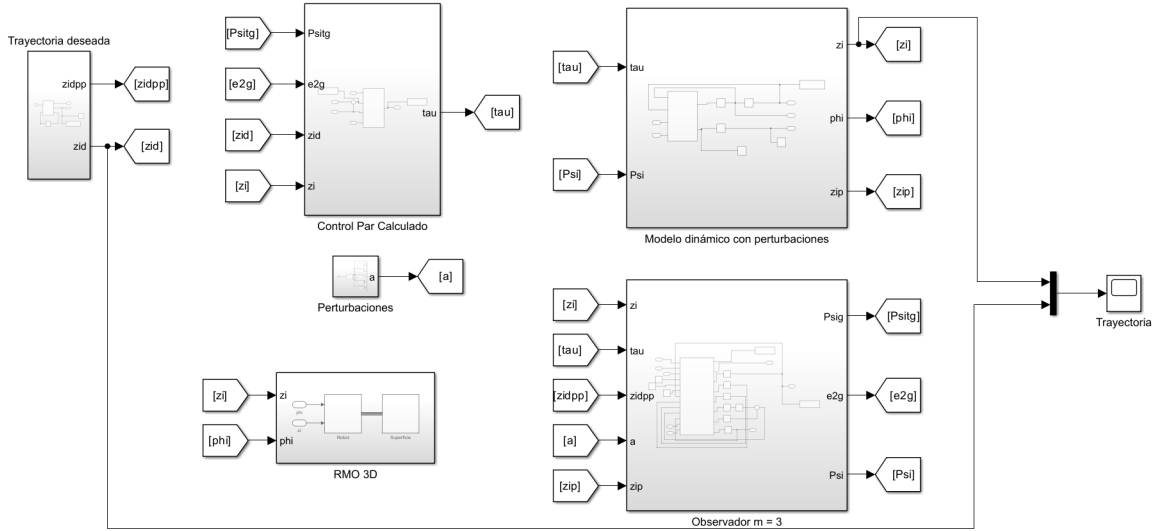 Trayectoria deseada
zidpp
[zidpp]
zid
[zid]
[Psitg]
Psitg
[e2g]
e2g
[zid]
zid
[zi]
zi
tau
[tau]
Control Par Calculado
[tau]
tau
[Psi]
Psi
zi
[zi]
phi
[phi]
zip
[zip]
Modelo dinámico con perturbaciones
a
[a]
Perturbaciones
[zi]
zi
[phi]
phi
phi
zi
Robot
Superficie
RMO 3D
[zi]
zi
[tau]
tau
[zidpp]
zidpp
[a]
a
[zip]
zip
Psig
[Psitg]
e2g
[e2g]
Psi
[Psi]
Observador m = 3
Trayectoria